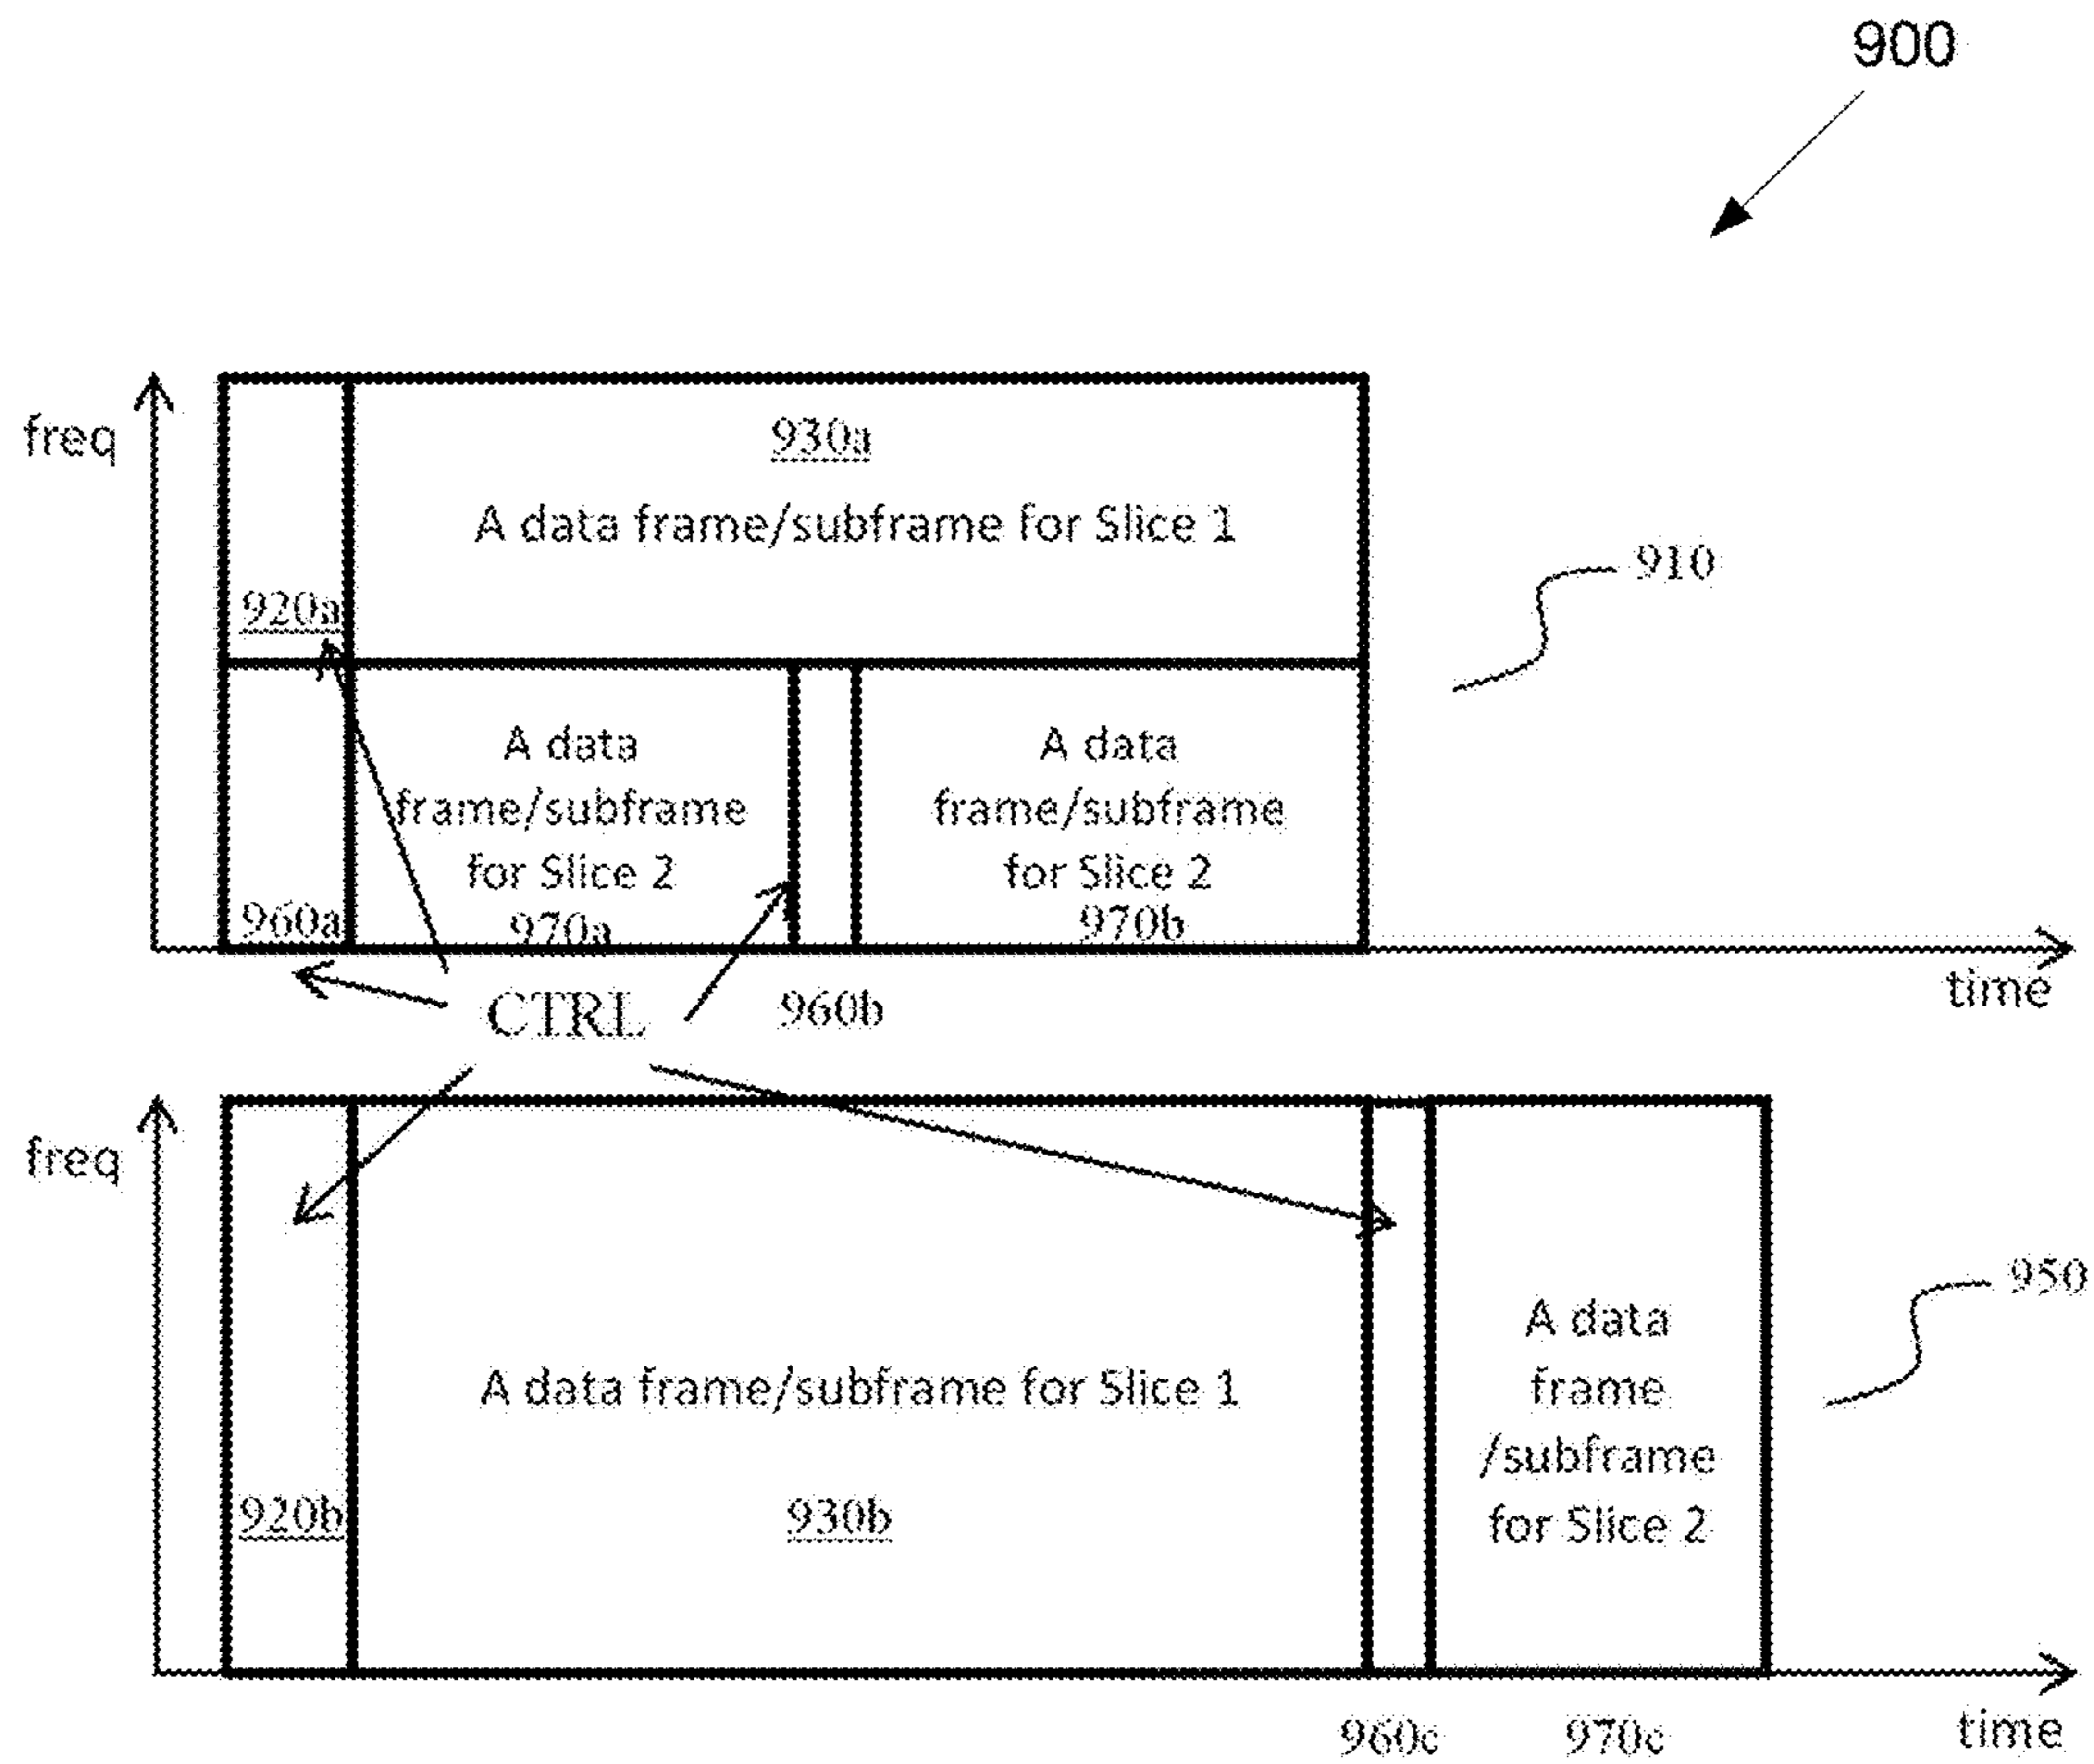 900
freq
930a
A data frame/subframe for Slice 1
910
920a
A data
frame/subframe
for Slice 2
970a
A data
frame/subframe
for Slice 2
970b
960a
time
CTRL
960b
freq
950
A data frame/subframe for Slice 1
A data
frame
/subframe
for Slice 2
920b
930b
960c
970c
time